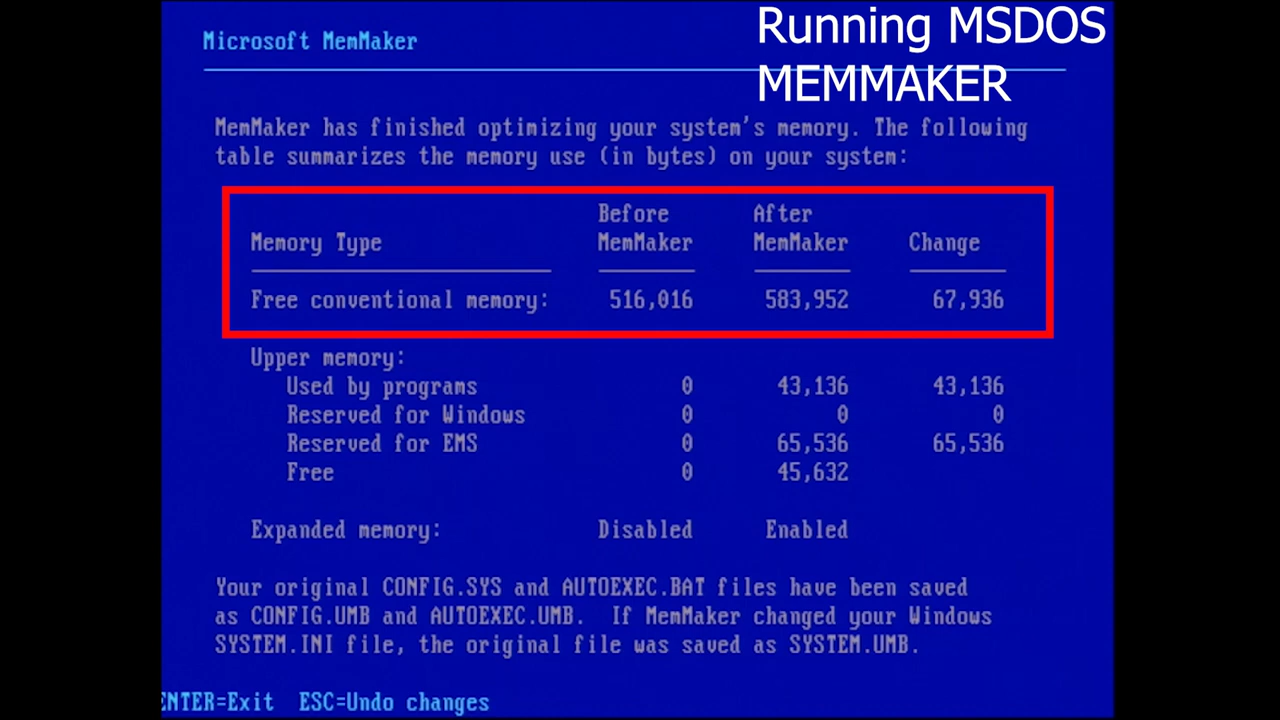 Running MSDOS
MEMMAKER
Microsoft MemMaker
MemMaker has finished optimizing your system's memory. The following
table summarizes the memory use (in bytes) on your system:
Before After
Memory Type MemMaker MemMaker Change
Free conventional memory: 516,016 583,952 67,936
Upper memory:
Used by programs 0 43,136 43,136
Reserved for Windows 0 0 0
Reserved for EMS 0 65,536 65,536
Free 0 45,632
Expanded memory: Disabled Enabled
Your original CONFIG.SYS and AUTOEXEC.BAT files have been saved
as CONFIG.UMB and AUTOEXEC.UMB. If MemMaker changed your Windows
SYSTEM.INI file, the original file was saved as SYSTEM.UMB.
ENTER=Exit ESC=Undo changes